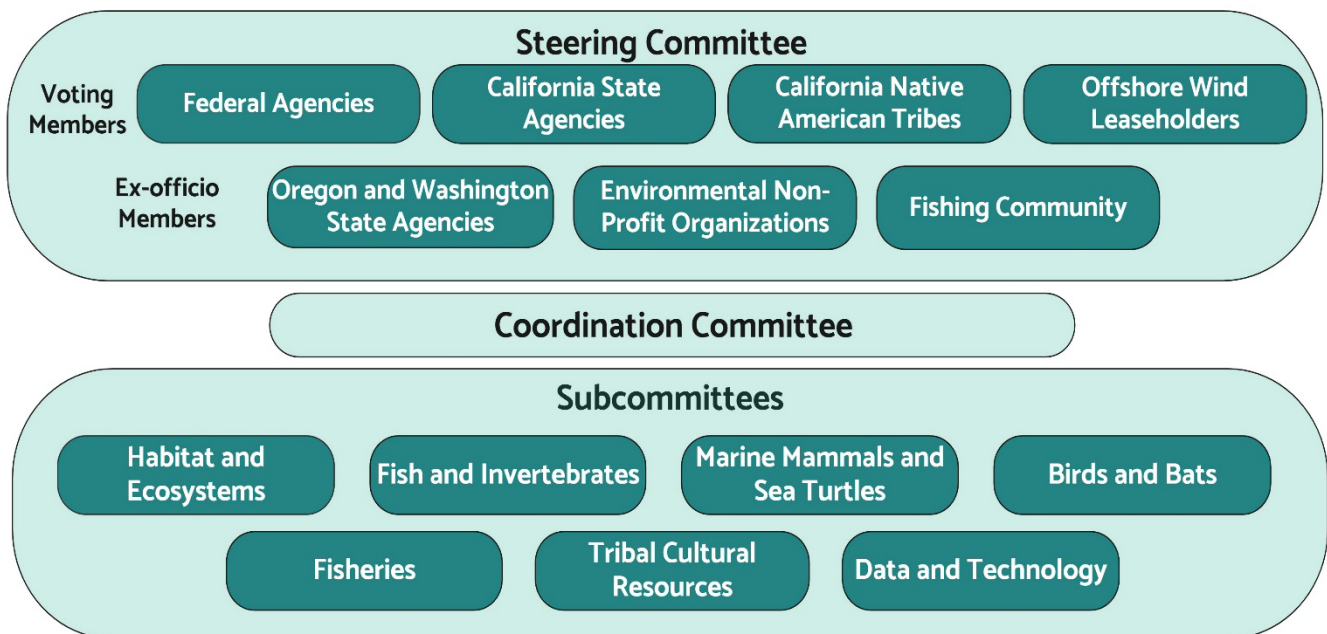 Steering Committee
Voting
Members
Federal Agencies
California State
Agencies
California Native
American Tribes
Offshore Wind
Leaseholders
Ex-officio
Members
Oregon and Washington
State Agencies
Environmental Non-
Profit Organizations
Fishing Community
Coordination Committee
Subcommittees
Habitat and
Ecosystems
Fish and Invertebrates
Marine Mammals and
Sea Turtles
Birds and Bats
Fisheries
Tribal Cultural
Resources
Data and Technology